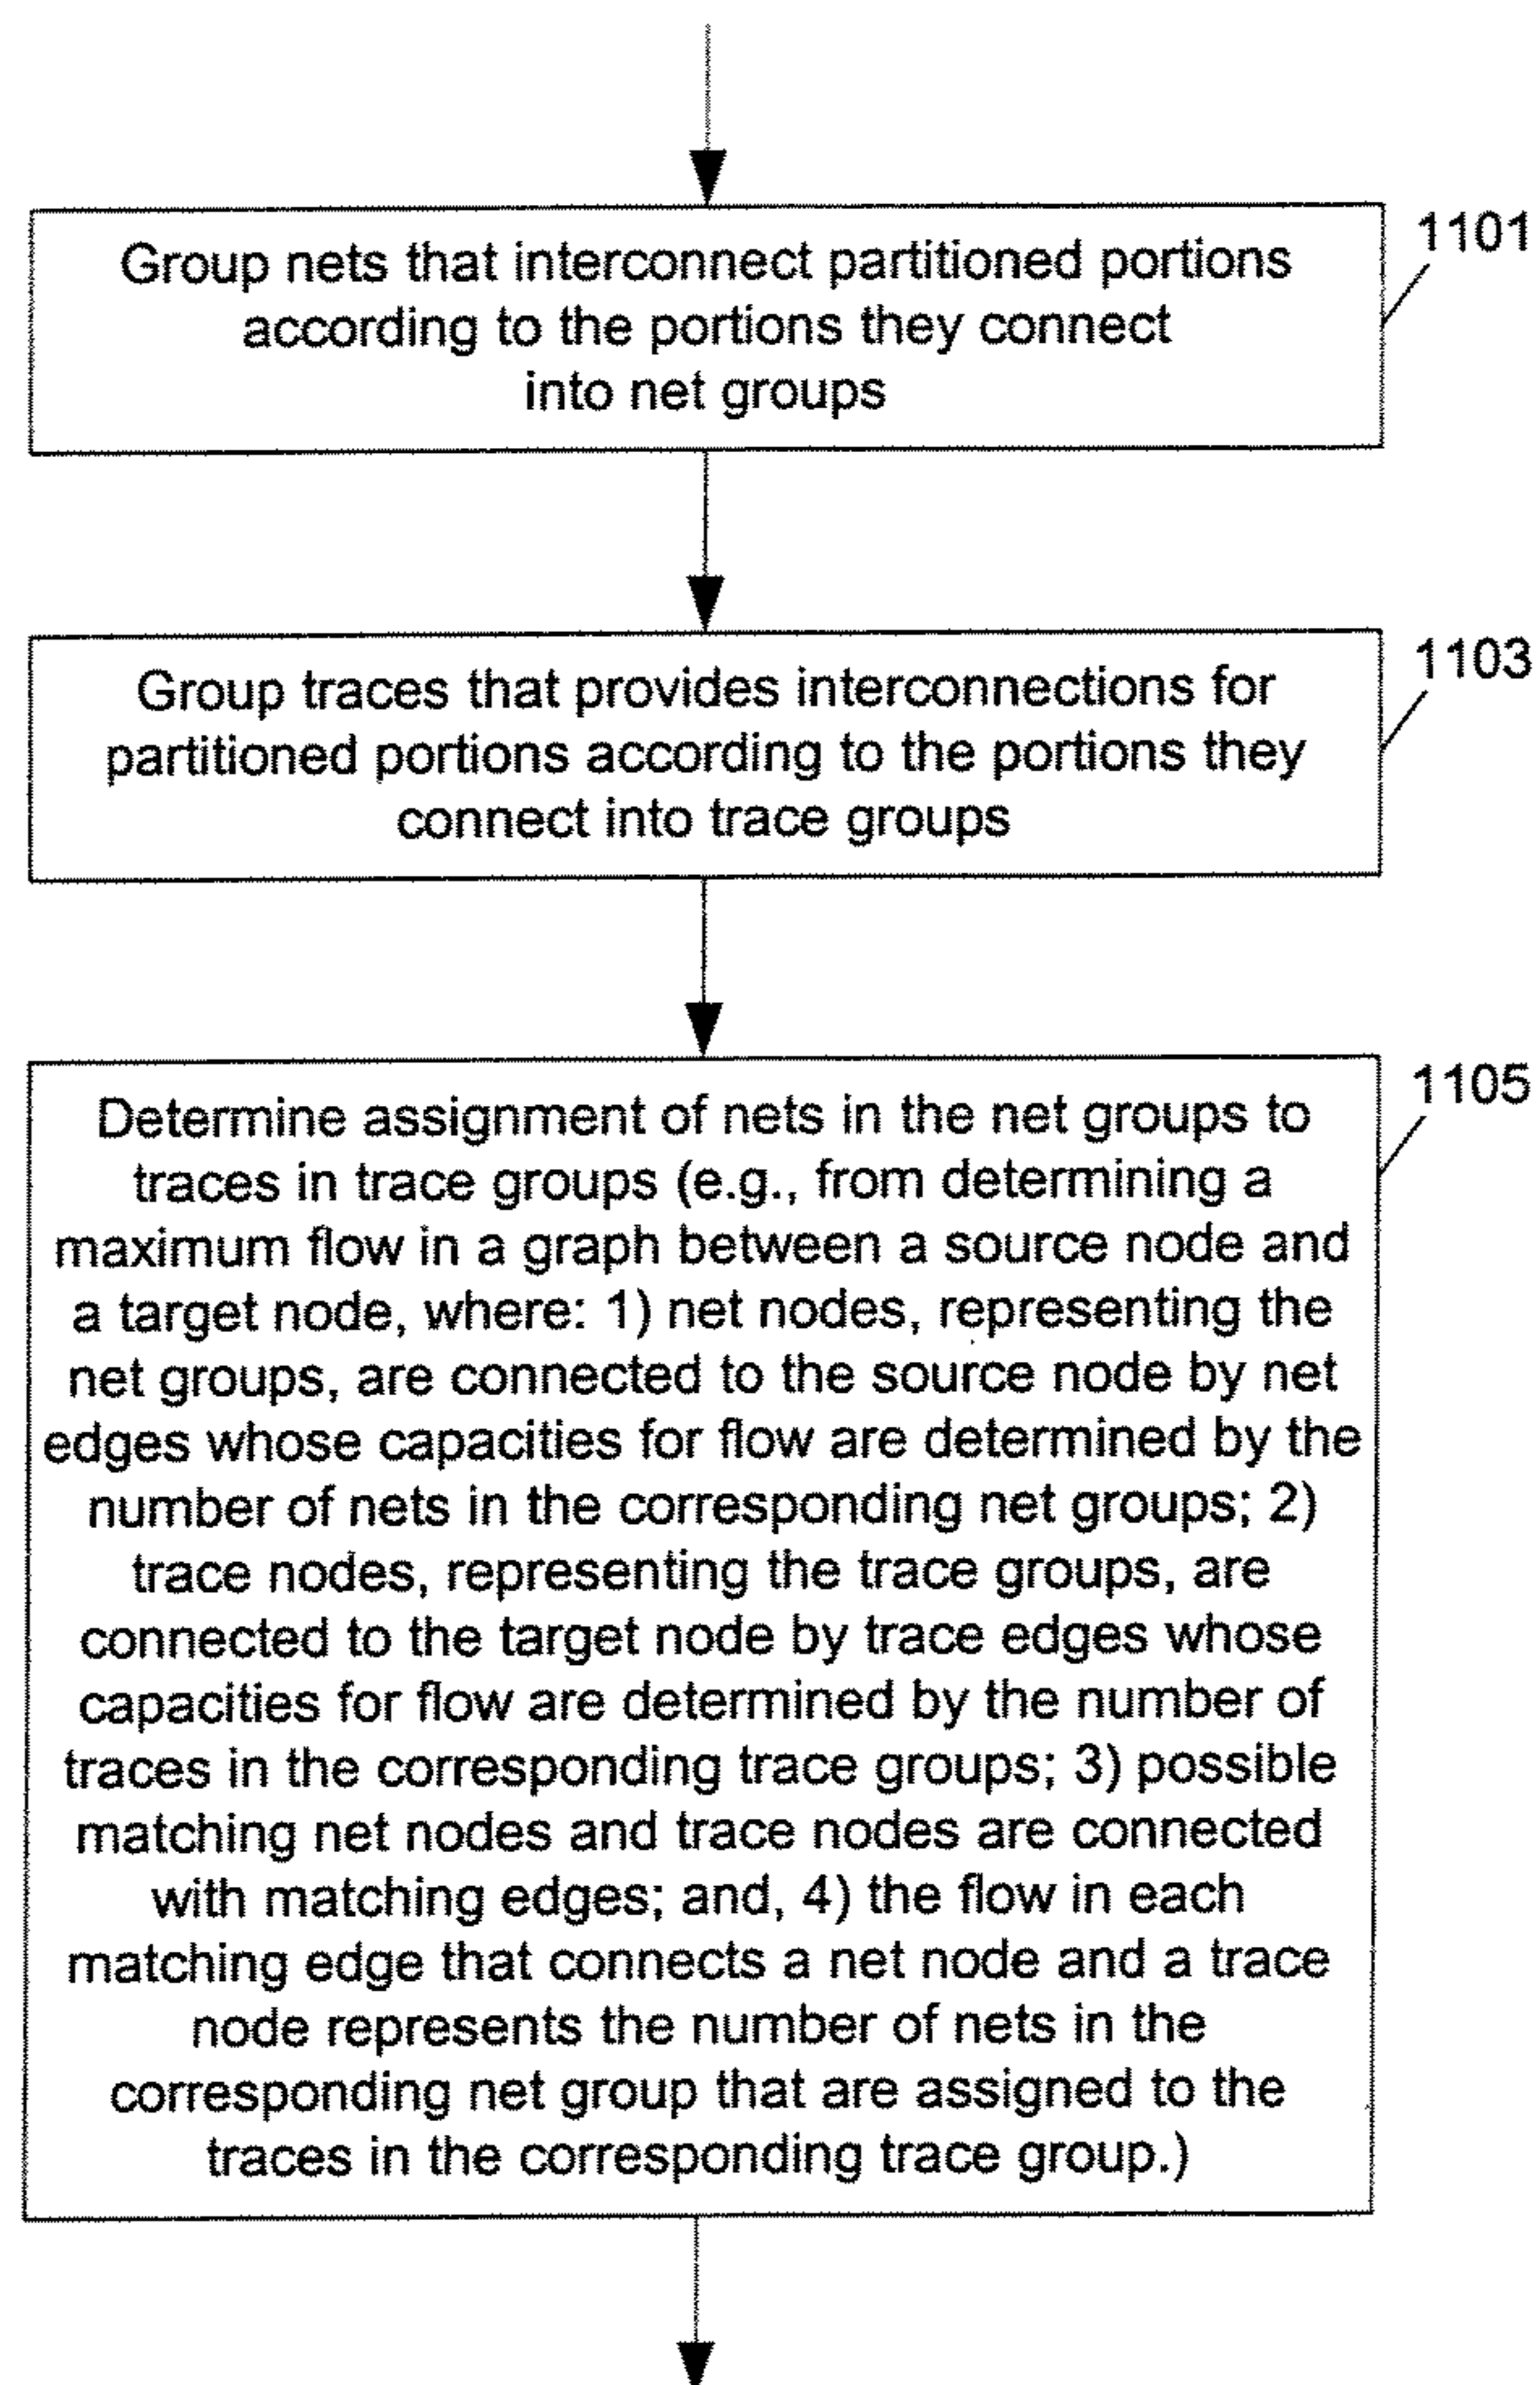 Group nets that interconnect partitioned portions
according to the portions they connect
into net groups
1101
Group traces that provides interconnections for
partitioned portions according to the portions they
connect into trace groups
1103
Determine assignment of nets in the net groups to
traces in trace groups (e.g., from determining a
maximum flow in a graph between a source node and
a target node, where: 1) net nodes, representing the
net groups, are connected to the source node by net
edges whose capacities for flow are determined by the
number of nets in the corresponding net groups; 2)
trace nodes, representing the trace groups, are
connected to the target node by trace edges whose
capacities for flow are determined by the number of
traces in the corresponding trace groups; 3) possible
matching net nodes and trace nodes are connected
with matching edges; and, 4) the flow in each
matching edge that connects a net node and a trace
node represents the number of nets in the
corresponding net group that are assigned to the
traces in the corresponding trace group.)
1105